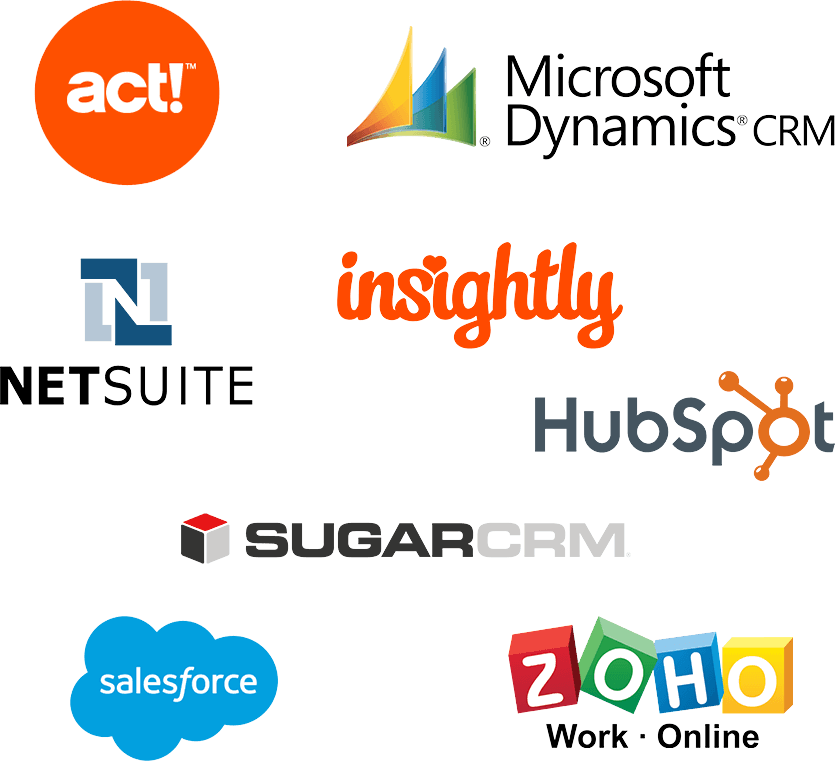 act!™
Microsoft
Dynamics® CRM
®
N
NETSUITE
insightly
HubSpot
SUGARCRM
salesforce
ZOHO
Work · Online